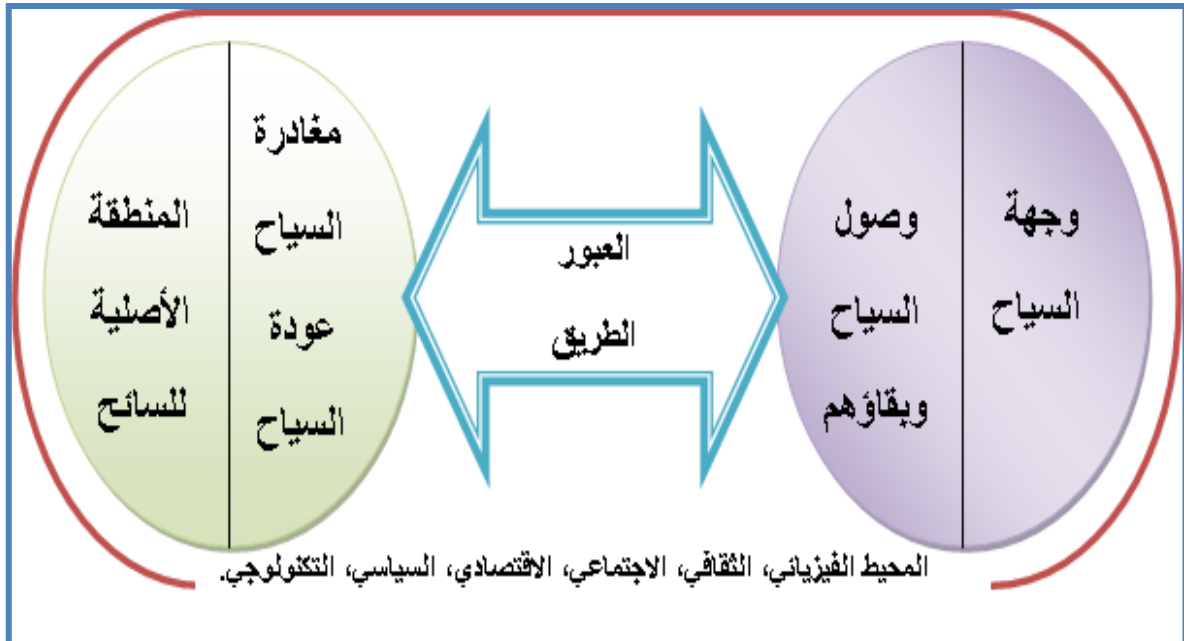 وجهة
السياح
وصول
السياح
وبقاؤهم
العبور
الطريق
مغادرة
السياح
عودة
السياح
المنطقة
الأصلية
للسائح
المحيط الفيزيائي، الثقافي، الاجتماعي، الاقتصادي، السياسي، التكنولوجي.